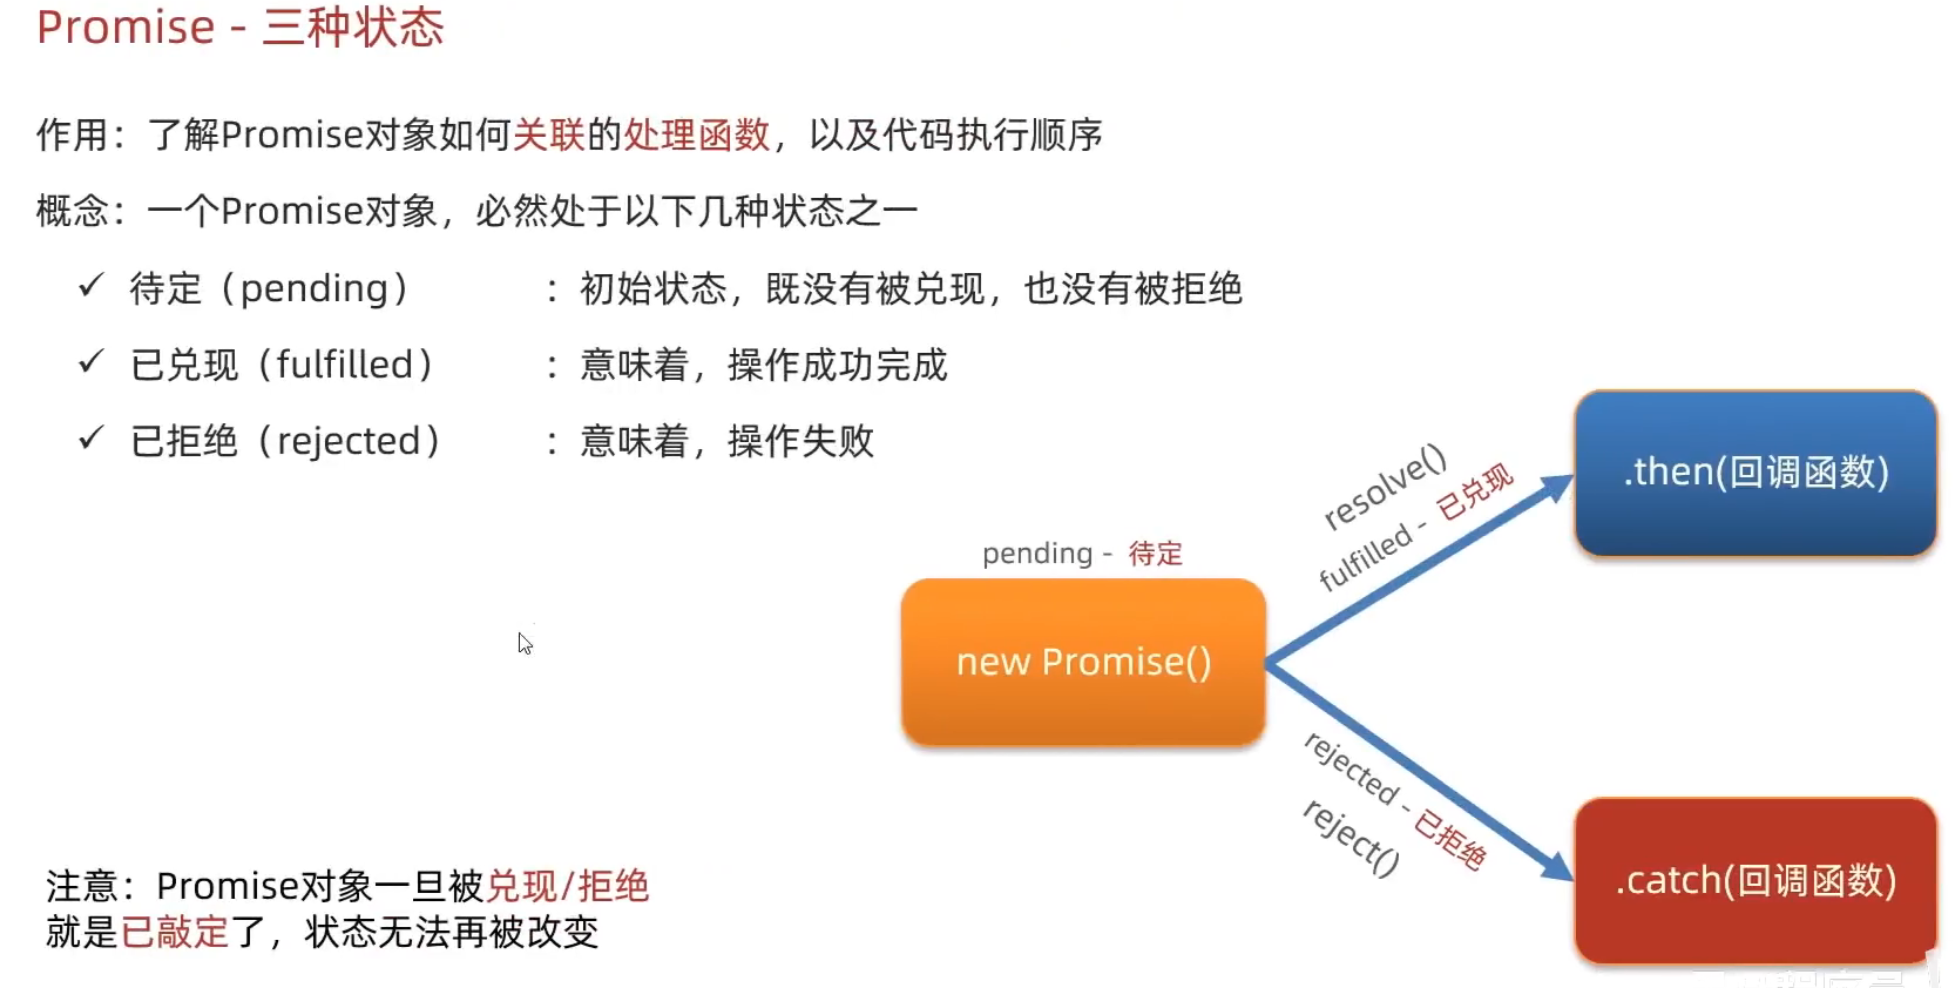 Promise - 三种状态
作用：了解Promise对象如何关联的处理函数，以及代码执行顺序
概念：一个Promise对象，必然处于以下几种状态之一
✓ 待定（pending） ：初始状态，既没有被兑现，也没有被拒绝
✓ 已兑现（fulfilled） ：意味着，操作成功完成
✓ 已拒绝（rejected） ：意味着，操作失败
resolve()
fulfilled - 已兑现
.then(回调函数)
pending - 待定
new Promise()
rejected - 已拒绝
reject()
.catch(回调函数)
注意：Promise对象一旦被兑现/拒绝
就是已敲定了，状态无法再被改变